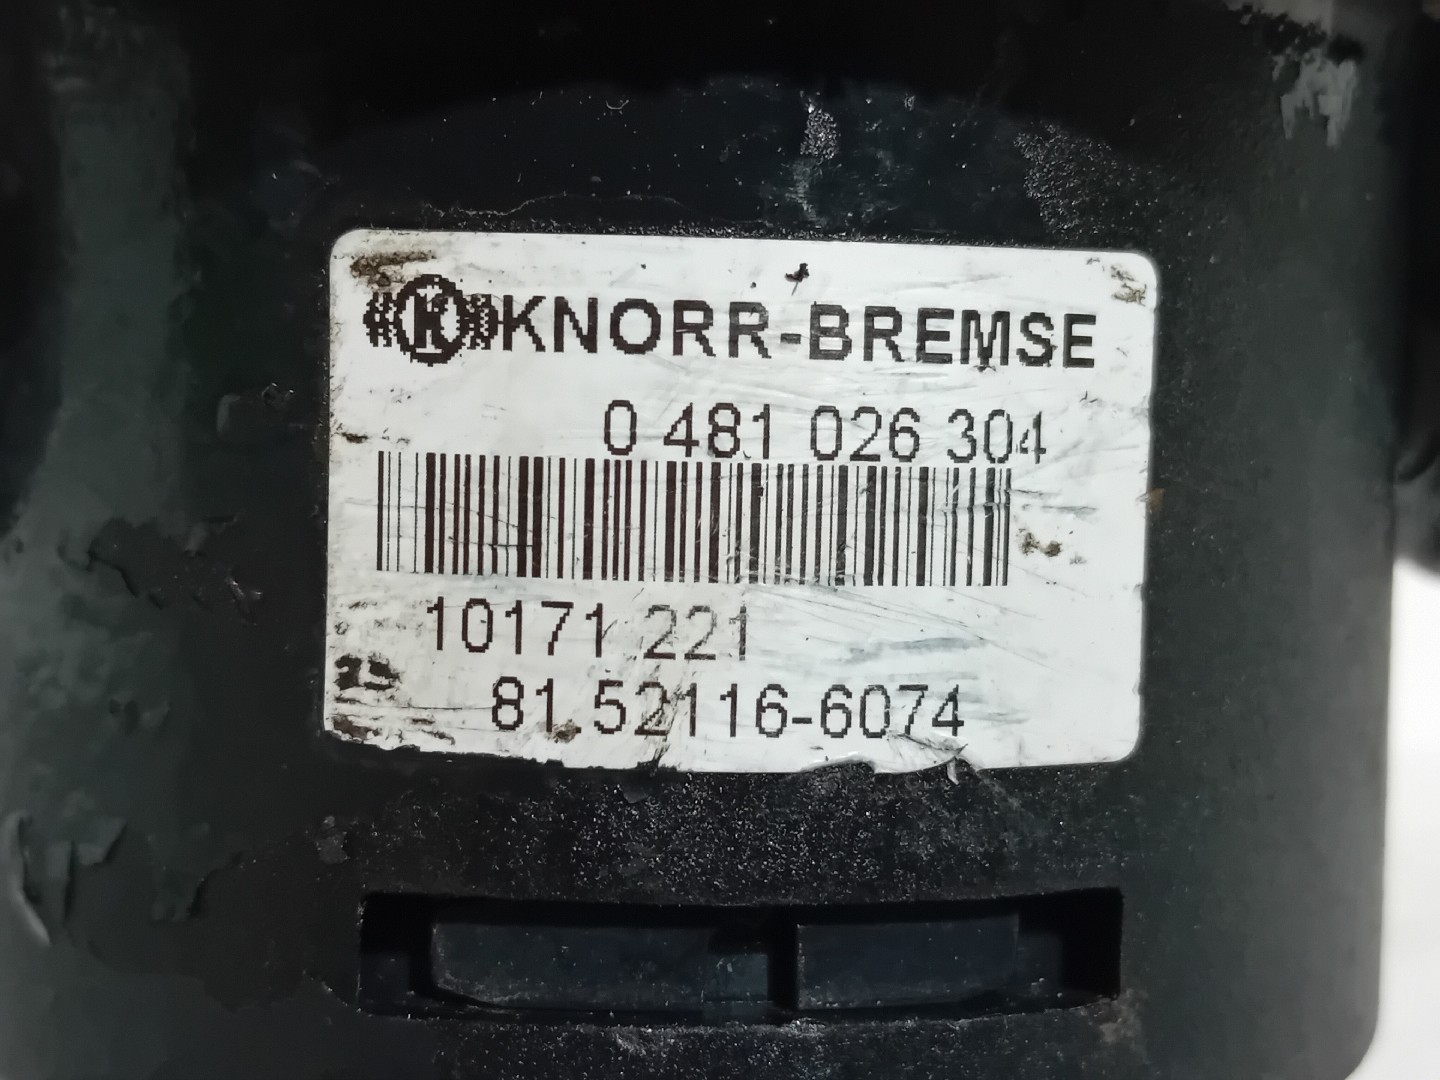 K KNORR-BREMSE
0 481 026 304
10171 221
81.52116-6074